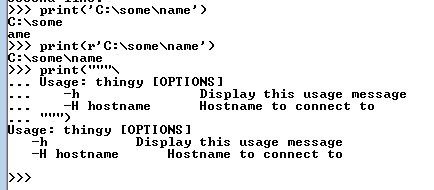 >>> print('C:\some\name')
C:\some
ame
>>> print(r'C:\some\name')
C:\some\name
>>> print("""\
... Usage: thingy [OPTIONS]
...      -h                        Display this usage message
...      -H hostname               Hostname to connect to
... """)
Usage: thingy [OPTIONS]
     -h                        Display this usage message
     -H hostname               Hostname to connect to

>>>